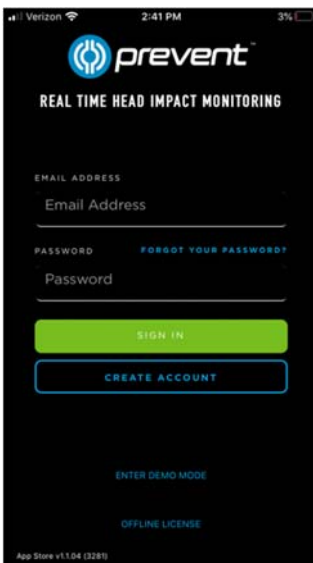 Verizon 2:41 PM 3%
prevent™
REAL TIME HEAD IMPACT MONITORING
EMAIL ADDRESS
Email Address
PASSWORD FORGOT YOUR PASSWORD?
Password
SIGN IN
CREATE ACCOUNT
ENTER DEMO MODE
OFFLINE LICENSE
App Store v1.1.04 (3281)